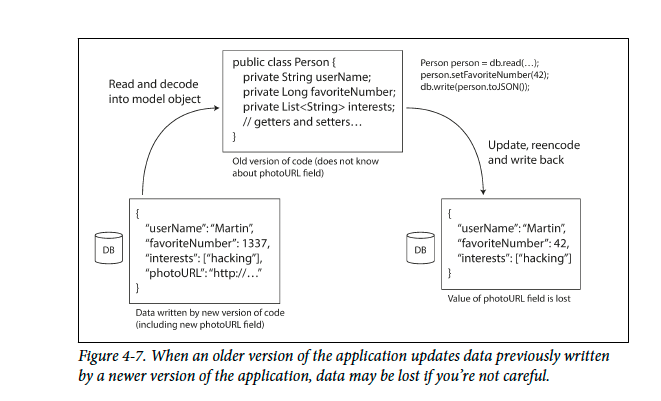 public class Person {
private String userName;
private Long favoriteNumber;
private List<String> interests;
// getters and setters…
}
Read and decode
into model object
Person person = db.read(…);
person.setFavoriteNumber(42);
db.write(person.toJSON());
Old version of code (does not know
about photoURL field)
Update, reencode
and write back
DB
{
"userName": "Martin",
"favoriteNumber": 1337,
"interests": ["hacking"],
"photoURL": "http://…"
}
Data written by new version of code
(including new photoURL field)
DB
{
"userName": "Martin",
"favoriteNumber": 42,
"interests": ["hacking"]
}
Value of photoURL field is lost
Figure 4-7. When an older version of the application updates data previously written
by a newer version of the application, data may be lost if you're not careful.